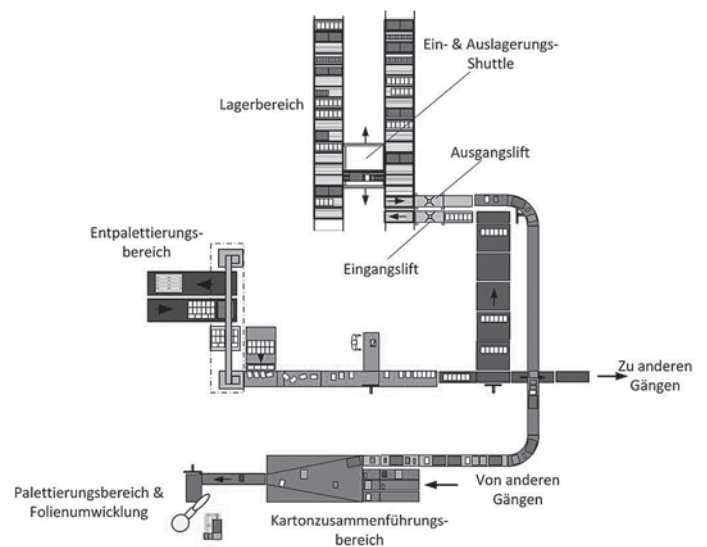 Ein- & Auslagerungs-
Shuttle
Lagerbereich
Ausgangslift
Entpalettierungs-
bereich
Eingangslift
Zu anderen
Gängen
Von anderen
Gängen
Palettierungsbereich &
Folienumwicklung
Kartonzusammenführungs-
bereich